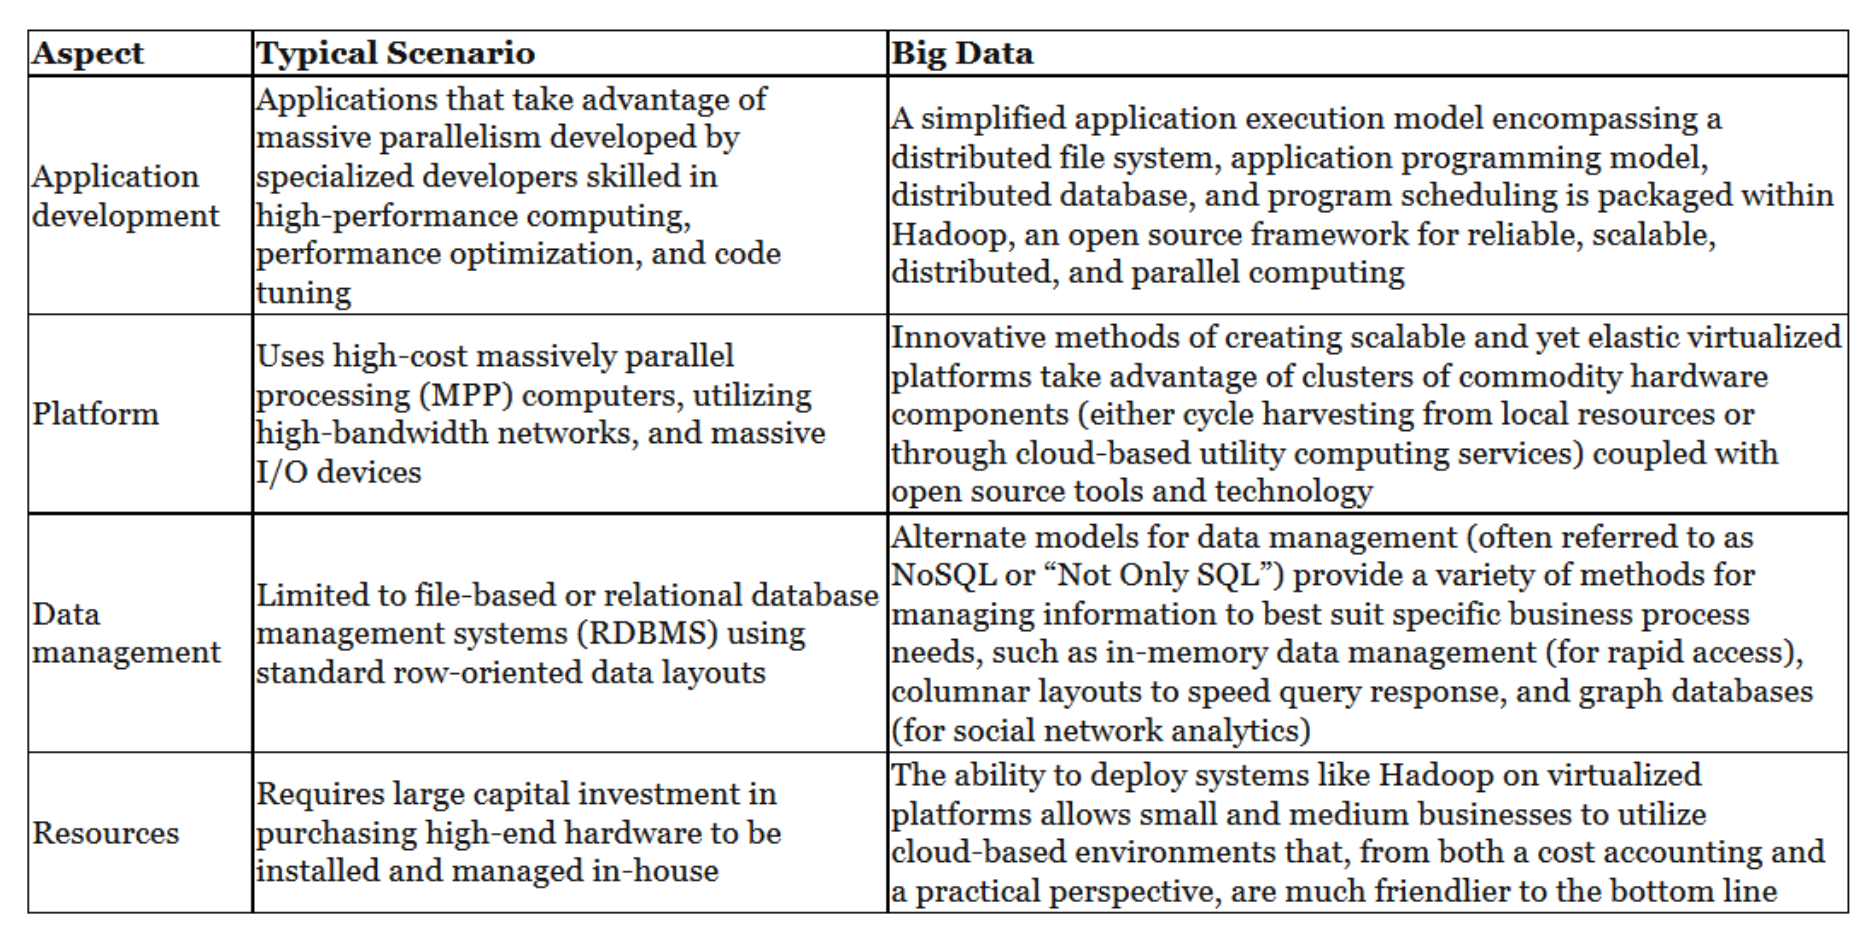 Aspect
Typical Scenario
Big Data
Application
development
Applications that take advantage of
massive parallelism developed by
specialized developers skilled in
high-performance computing,
performance optimization, and code
tuning
A simplified application execution model encompassing a
distributed file system, application programming model,
distributed database, and program scheduling is packaged within
Hadoop, an open source framework for reliable, scalable,
distributed, and parallel computing
Platform
Uses high-cost massively parallel
processing (MPP) computers, utilizing
high-bandwidth networks, and massive
I/O devices
Innovative methods of creating scalable and yet elastic virtualized
platforms take advantage of clusters of commodity hardware
components (either cycle harvesting from local resources or
through cloud-based utility computing services) coupled with
open source tools and technology
Data
management
Limited to file-based or relational database
management systems (RDBMS) using
standard row-oriented data layouts
Alternate models for data management (often referred to as
NoSQL or “Not Only SQL”) provide a variety of methods for
managing information to best suit specific business process
needs, such as in-memory data management (for rapid access),
columnar layouts to speed query response, and graph databases
(for social network analytics)
Resources
Requires large capital investment in
purchasing high-end hardware to be
installed and managed in-house
The ability to deploy systems like Hadoop on virtualized
platforms allows small and medium businesses to utilize
cloud-based environments that, from both a cost accounting and
a practical perspective, are much friendlier to the bottom line